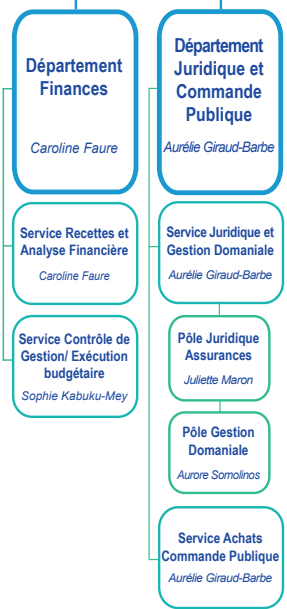 Département
Finances
Caroline Faure
Service Recettes et
Analyse Financière
Caroline Faure
Service Contrôle de
Gestion/ Exécution
budgétaire
Sophie Kabuku-Mey
Département
Juridique et
Commande
Publique
Aurélie Giraud-Barbe
Service Juridique et
Gestion Domaniale
Aurélie Giraud-Barbe
Pôle Juridique
Assurances
Juliette Maron
Pôle Gestion
Domaniale
Aurore Somolinos
Service Achats
Commande Publique
Aurélie Giraud-Barbe